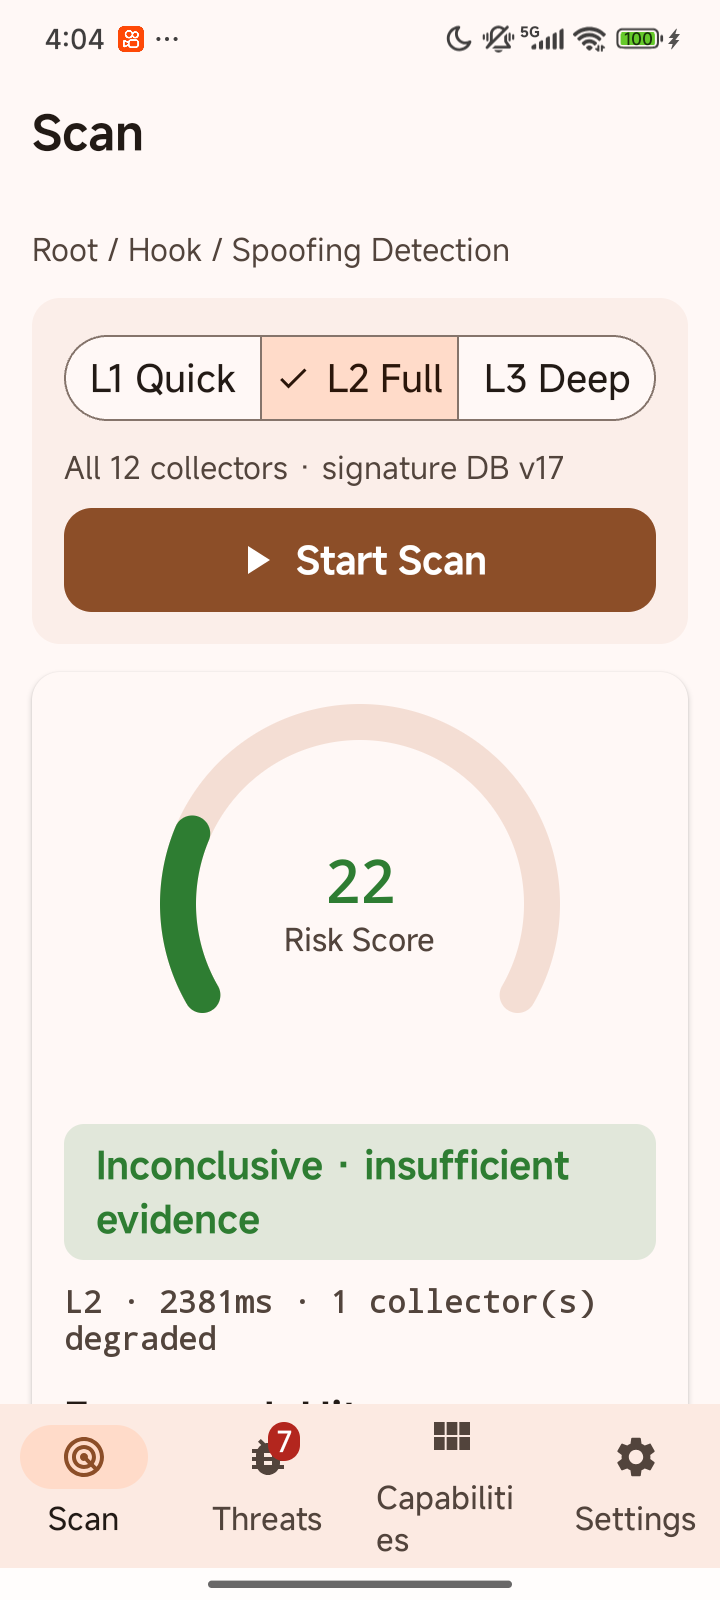 4:04 ...
5G 100
Scan
Root / Hook / Spoofing Detection
L1 Quick L2 Full L3 Deep
All 12 collectors · signature DB v17
Start Scan
22
Risk Score
Inconclusive · insufficient
evidence
L2 · 2381ms · 1 collector(s)
degraded
7
Scan Threats Capabiliti
es Settings